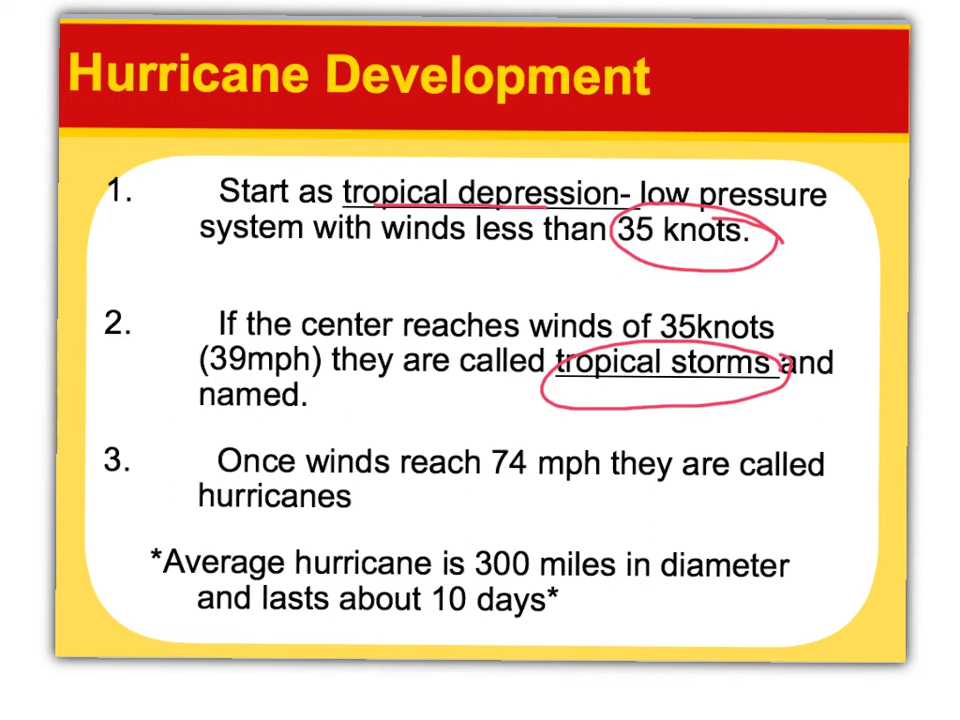 Hurricane Development
1. Start as tropical depression- low pressure
system with winds less than 35 knots.
2. If the center reaches winds of 35knots
(39mph) they are called tropical storms and
named.
3. Once winds reach 74 mph they are called
hurricanes
*Average hurricane is 300 miles in diameter
and lasts about 10 days*